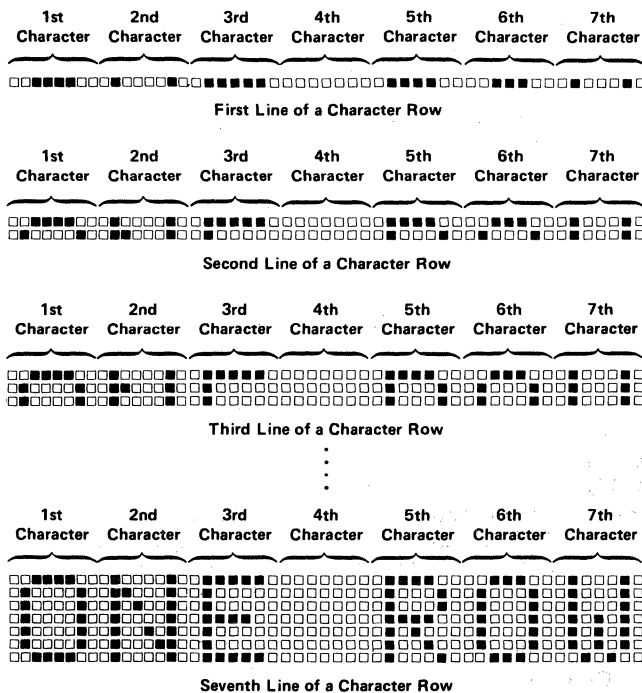 1st 2nd 3rd 4th 5th 6th 7th
Character Character Character Character Character Character Character
First Line of a Character Row
1st 2nd 3rd 4th 5th 6th 7th
Character Character Character Character Character Character Character
Second Line of a Character Row
1st 2nd 3rd 4th 5th 6th 7th
Character Character Character Character Character Character Character
Third Line of a Character Row
1st 2nd 3rd 4th 5th 6th 7th
Character Character Character Character Character Character Character
Seventh Line of a Character Row